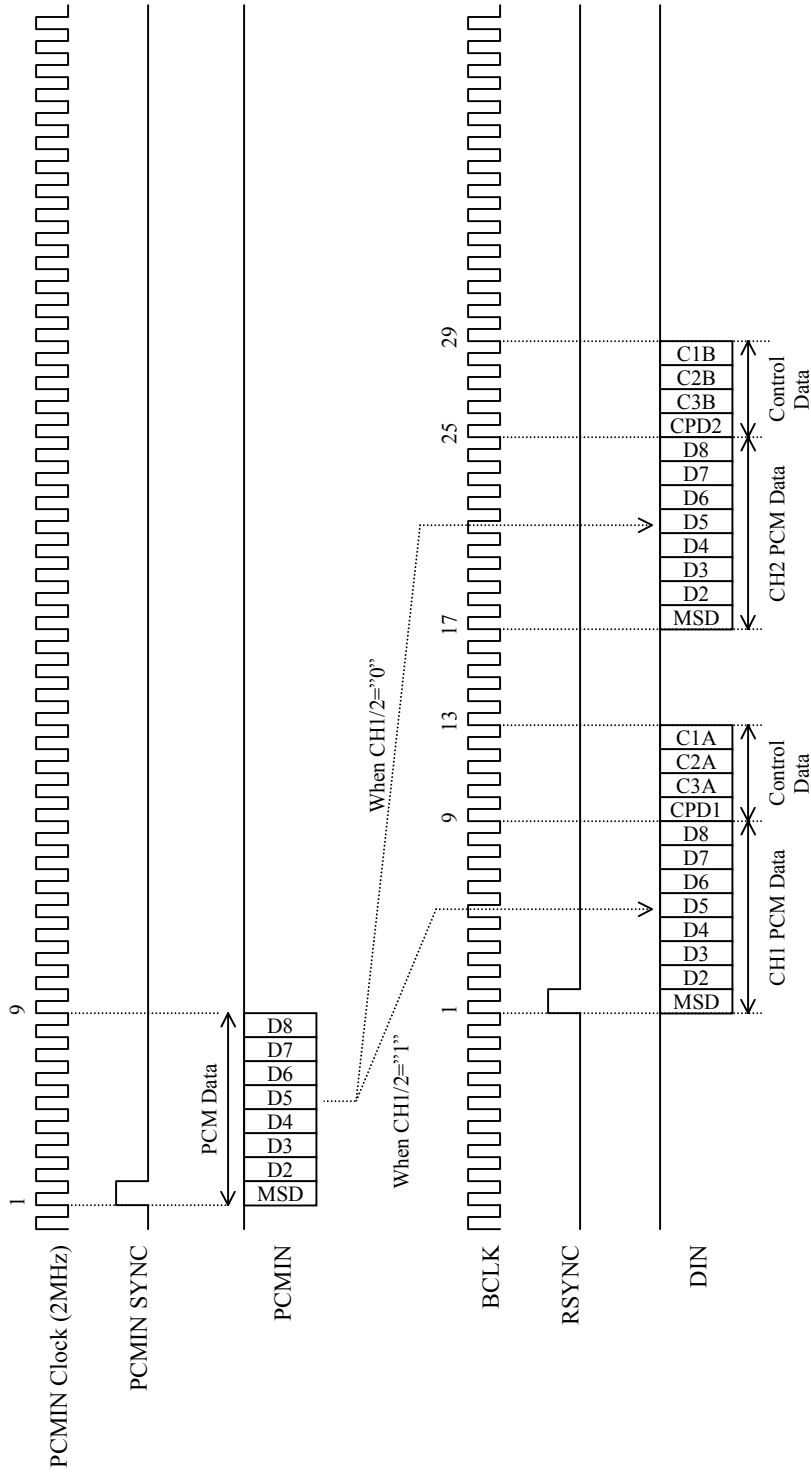 1 9
PCMIN Clock (2MHz)
PCMIN SYNC
PCM Data
PCMIN
MSD D2 D3 D4 D5 D6 D7 D8
When CH1/2=”1”
When CH1/2=”0”
1 9 13 17 25 29
BCLK
RSYNC
DIN
MSD D2 D3 D4 D5 D6 D7 D8 CPD1 C3A C2A C1A MSD D2 D3 D4 D5 D6 D7 D8 CPD2 C3B C2B C1B
CH1 PCM Data
Control
Data
CH2 PCM Data
Control
Data